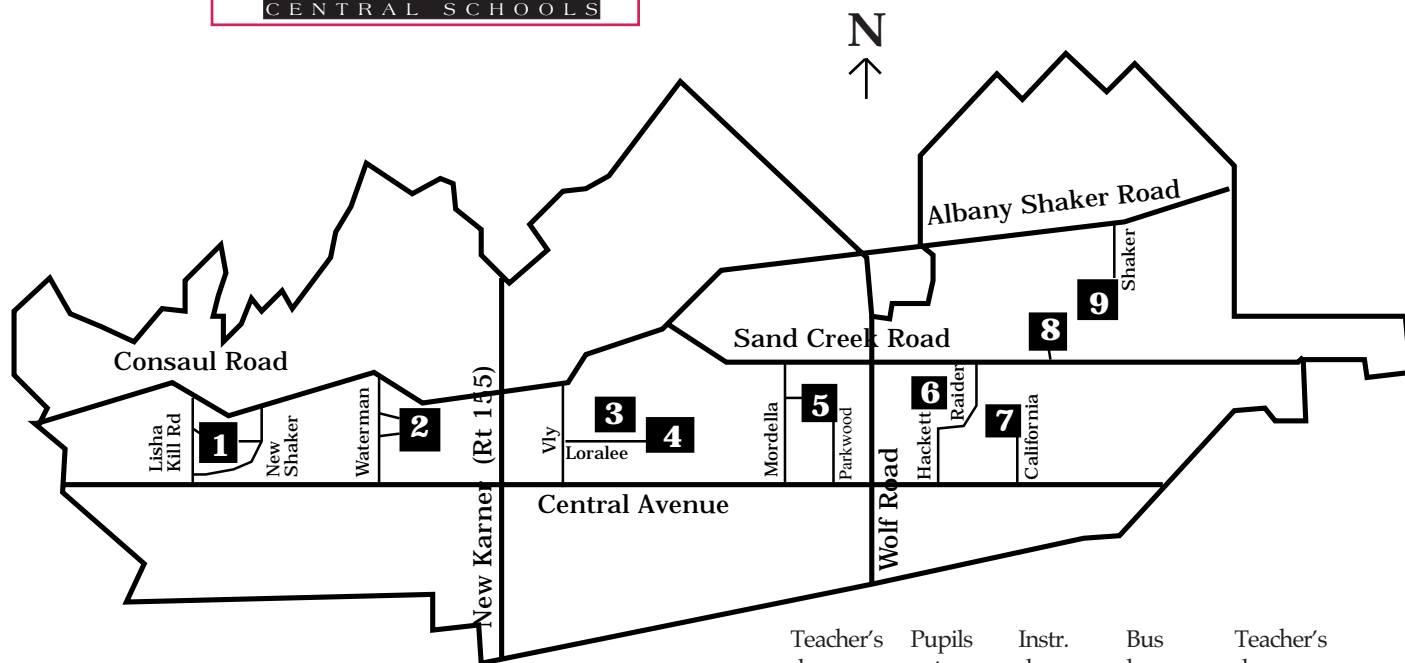 CENTRAL SCHOOLS
N
Albany Shaker Road
Shaker
9
8
Sand Creek Road
Consaul Road
New Karner (Rt 155)
Wolf Road
Lisha
Kill Rd
1
New
Shaker
Waterman
2
Vly
3
Loralee
4
Mordella
5
Parkwood
6
Hackett
Raider
7
California
Central Avenue
Teacher's Pupils Instr. Bus Teacher's